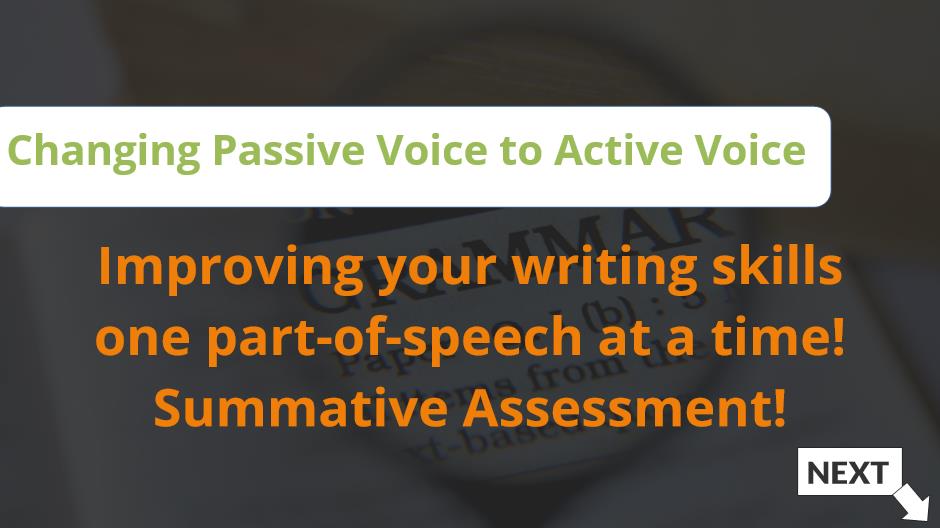 Changing Passive Voice to Active Voice
GRAMMAR
Improving your writing skills
one part-of-speech at a time!
Summative Assessment!
NEXT